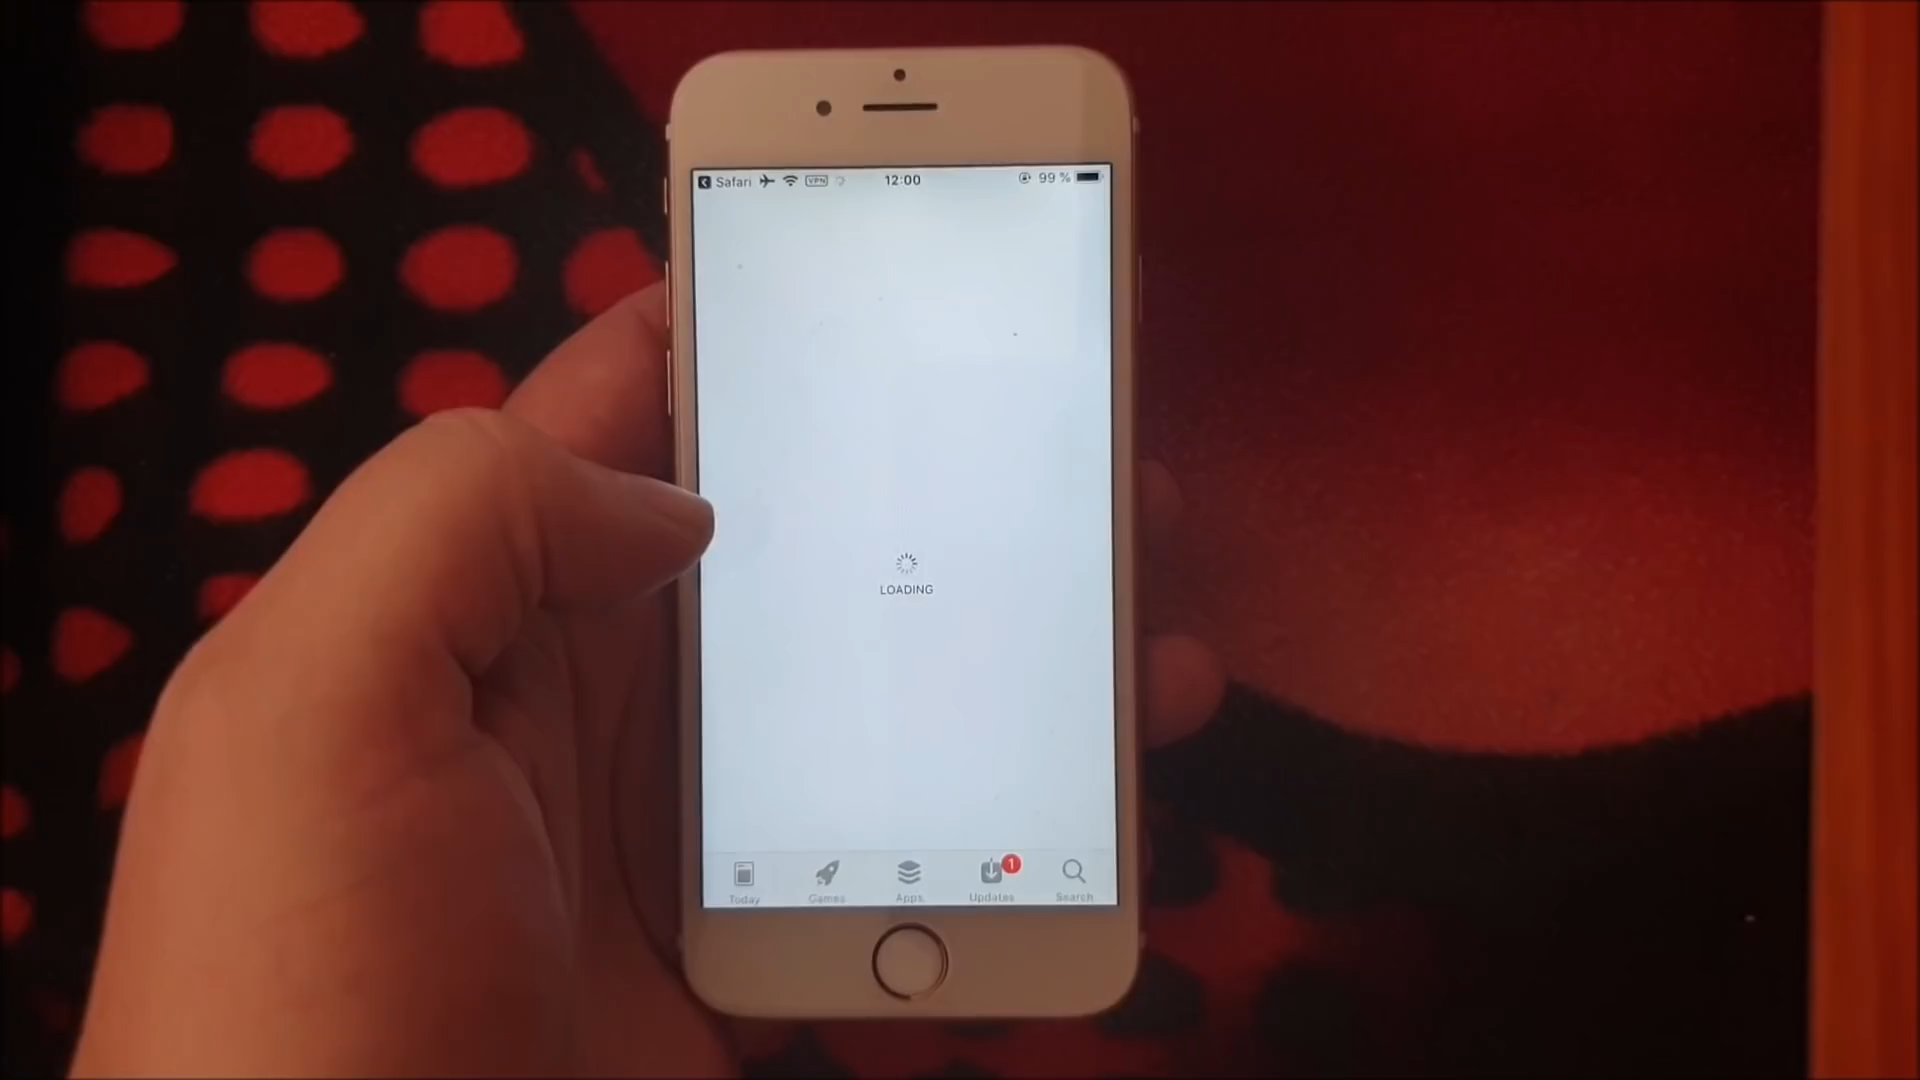 Safari VPN 12:00 99 %
LOADING
1
Today Games Apps Updates Search